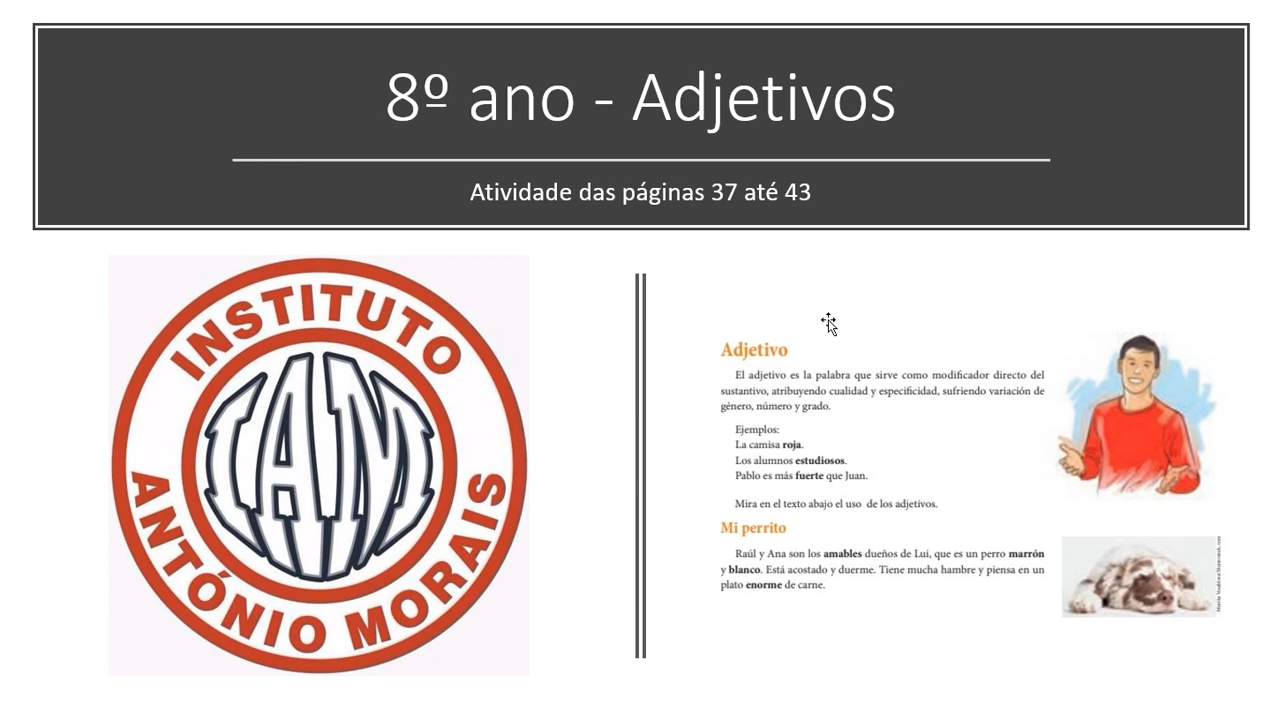 8º ano - Adjetivos
Atividade das páginas 37 até 43
INSTITUTO
IAM
ANTÓNIO MORAIS
Adjetivo
El adjetivo es la palabra que sirve como modificador directo del
sustantivo, atribuyendo cualidad y especificidad, sufriendo variación de
género, número y grado.
Ejemplos:
La camisa roja.
Los alumnos estudiosos.
Pablo es más fuerte que Juan.
Mira en el texto abajo el uso de los adjetivos.
Mi perrito
Raúl y Ana son los amables dueños de Lui, que es un perro marrón
y blanco. Está acostado y duerme. Tiene mucha hambre y piensa en un
plato enorme de carne.